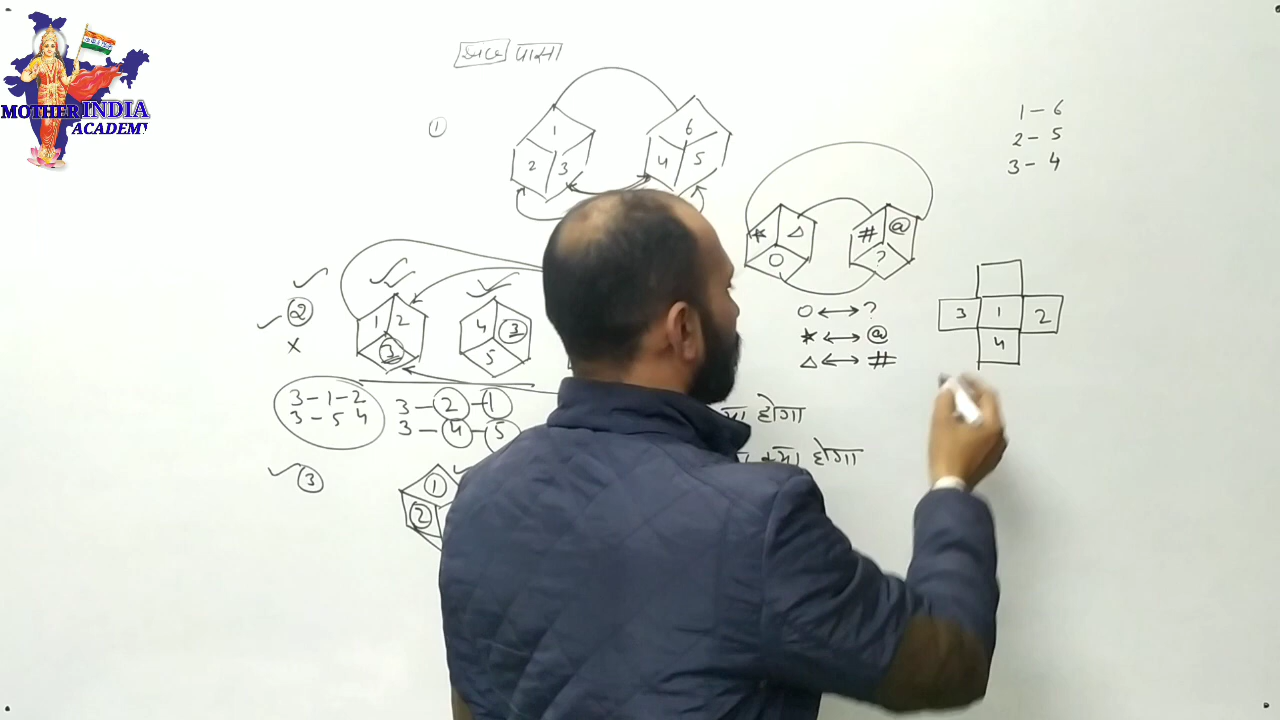 MOTHER INDIA
ACADEMY
पासा
①
1
2 3
6
4 5
1 – 6
2 – 5
3 – 4
* △
○
# @
?
○ ⟷ ?
* ⟷ @
△ ⟷ #
3 1 2
4
✓ ②
×
1 2
3
4 3
5
3 – 1 – 2
3 – 5 4
3 – 2 – 1
3 – 4 – 5
होगा
होगा
✓ ③
1
2